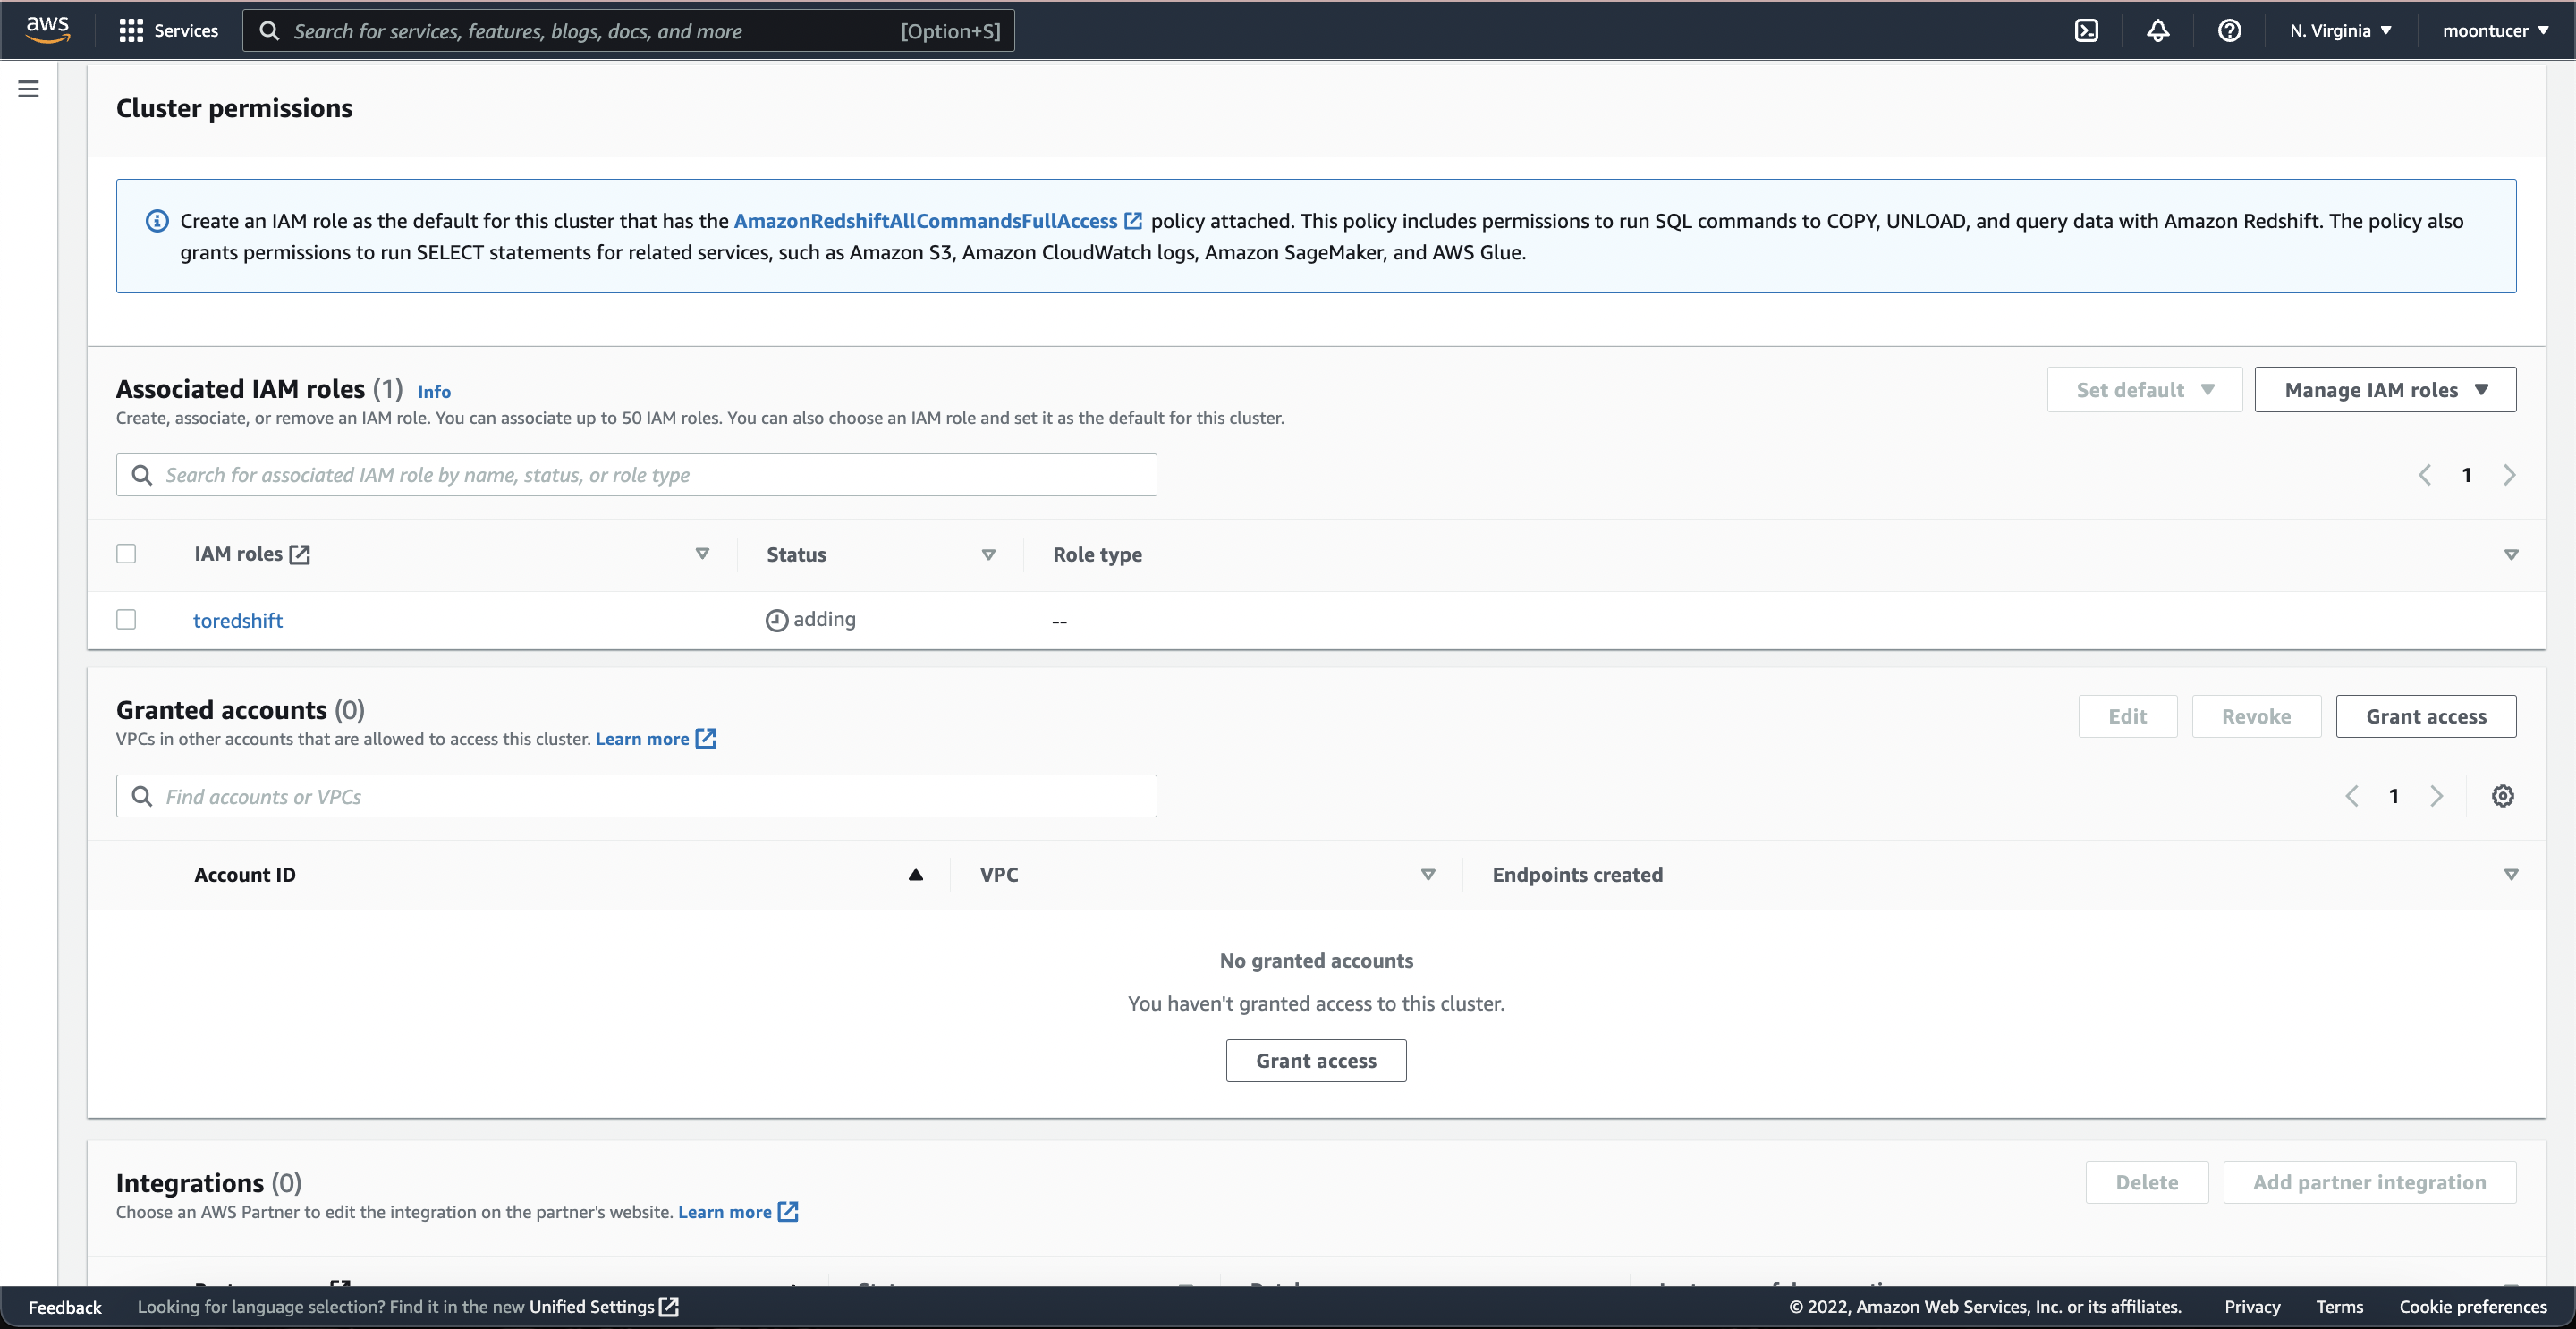 aws
Services
Search for services, features, blogs, docs, and more
[Option+S]
N. Virginia
moontucer
Cluster permissions
Create an IAM role as the default for this cluster that has the AmazonRedshiftAllCommandsFullAccess policy attached. This policy includes permissions to run SQL commands to COPY, UNLOAD, and query data with Amazon Redshift. The policy also
grants permissions to run SELECT statements for related services, such as Amazon S3, Amazon CloudWatch logs, Amazon SageMaker, and AWS Glue.
Associated IAM roles (1) Info
Set default
Manage IAM roles
Create, associate, or remove an IAM role. You can associate up to 50 IAM roles. You can also choose an IAM role and set it as the default for this cluster.
Search for associated IAM role by name, status, or role type
1
IAM roles
Status
Role type
toredshift
adding
--
Granted accounts (0)
Edit
Revoke
Grant access
VPCs in other accounts that are allowed to access this cluster. Learn more
Find accounts or VPCs
1
Account ID
VPC
Endpoints created
No granted accounts
You haven't granted access to this cluster.
Grant access
Integrations (0)
Delete
Add partner integration
Choose an AWS Partner to edit the integration on the partner's website. Learn more
Feedback
Looking for language selection? Find it in the new Unified Settings
© 2022, Amazon Web Services, Inc. or its affiliates.
Privacy
Terms
Cookie preferences